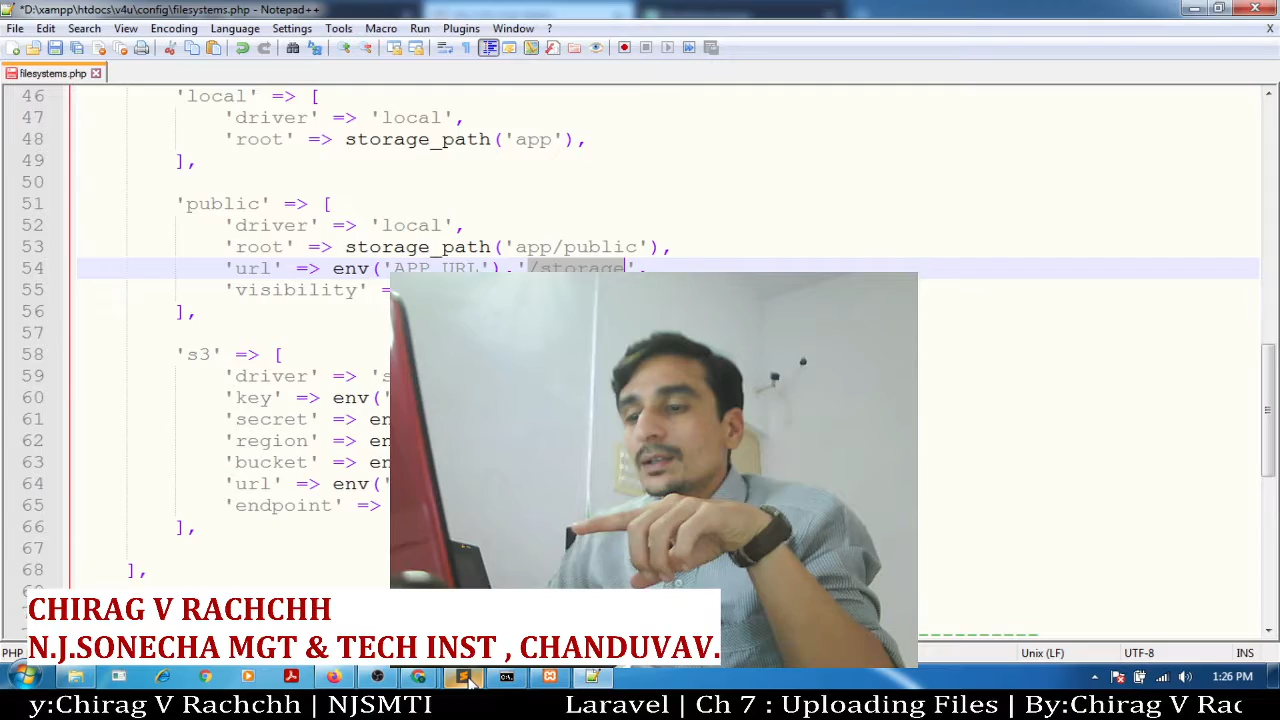 *D:\xampp\htdocs\v4u\config\filesystems.php - Notepad++
File Edit Search View Encoding Language Settings Tools Macro Run Plugins Window ? X
filesystems.php
46 'local' => [
47 'driver' => 'local',
48 'root' => storage_path('app'),
49 ],
50
51 'public' => [
52 'driver' => 'local',
53 'root' => storage_path('app/public'),
54 'url' => env('APP_URL').'/storage',
55 'visibility' =
56 ],
57
58 's3' => [
59 'driver' => 's
60 'key' => env('
61 'secret' => en
62 'region' => en
63 'bucket' => en
64 'url' => env('
65 'endpoint' =>
66 ],
67
68 ],
CHIRAG V RACHCHH
N.J.SONECHA MGT & TECH INST , CHANDUVAV.
PHP Unix (LF) UTF-8 INS
1:26 PM
y:Chirag V Rachchh | NJSMTI Laravel | Ch 7 : Uploading Files | By:Chirag V Rac